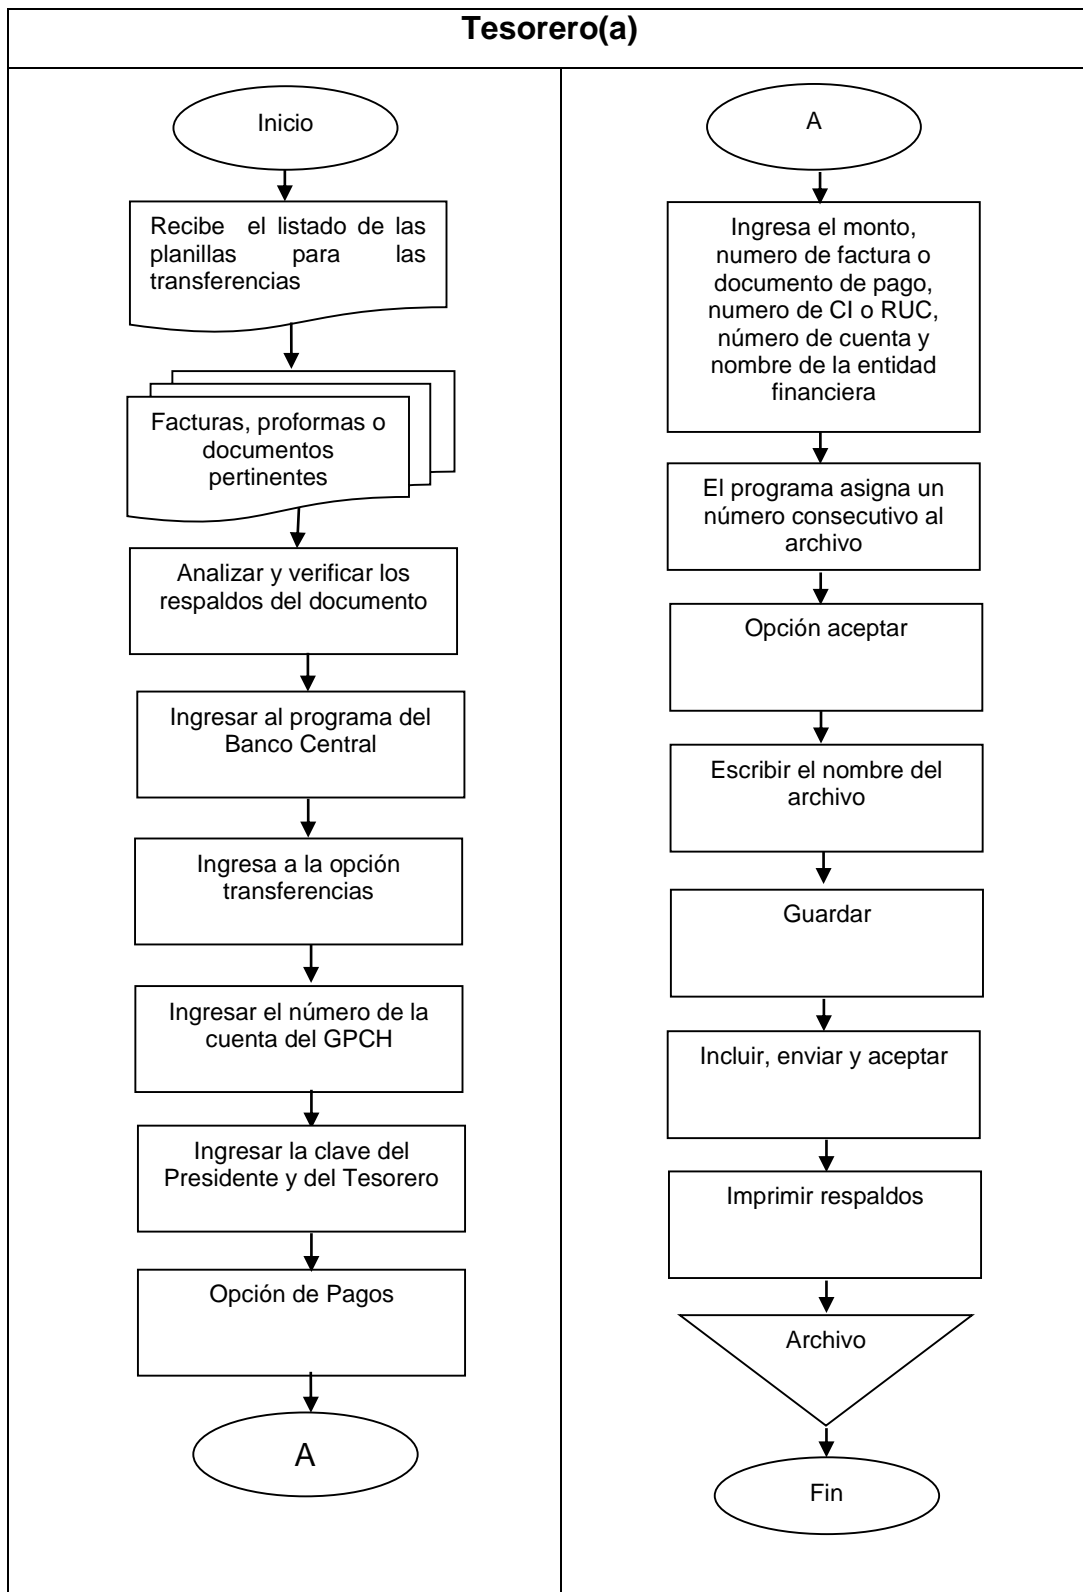 Tesorero(a)
Inicio
Recibe el listado de las
planillas para las
transferencias
Facturas, proformas o
documentos
pertinentes
Analizar y verificar los
respaldos del documento
Ingresar al programa del
Banco Central
Ingresa a la opción
transferencias
Ingresar el número de la
cuenta del GPCH
Ingresar la clave del
Presidente y del Tesorero
Opción de Pagos
A
A
Ingresa el monto,
numero de factura o
documento de pago,
numero de CI o RUC,
número de cuenta y
nombre de la entidad
financiera
El programa asigna un
número consecutivo al
archivo
Opción aceptar
Escribir el nombre del
archivo
Guardar
Incluir, enviar y aceptar
Imprimir respaldos
Archivo
Fin